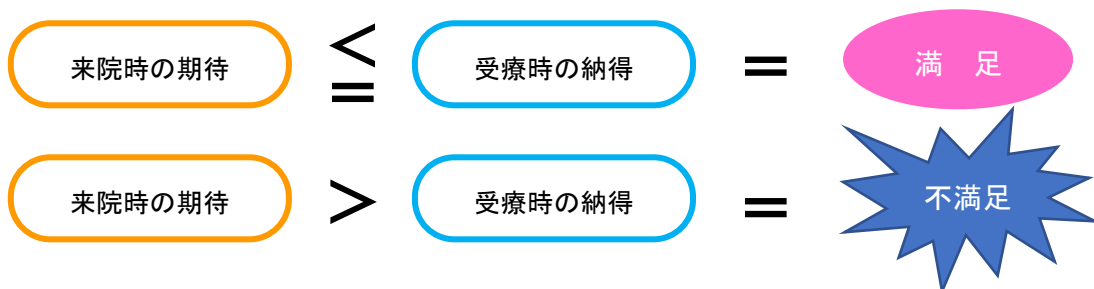 来院時の期待 ≦ 受療時の納得 = 満　足
来院時の期待 > 受療時の納得 = 不満足